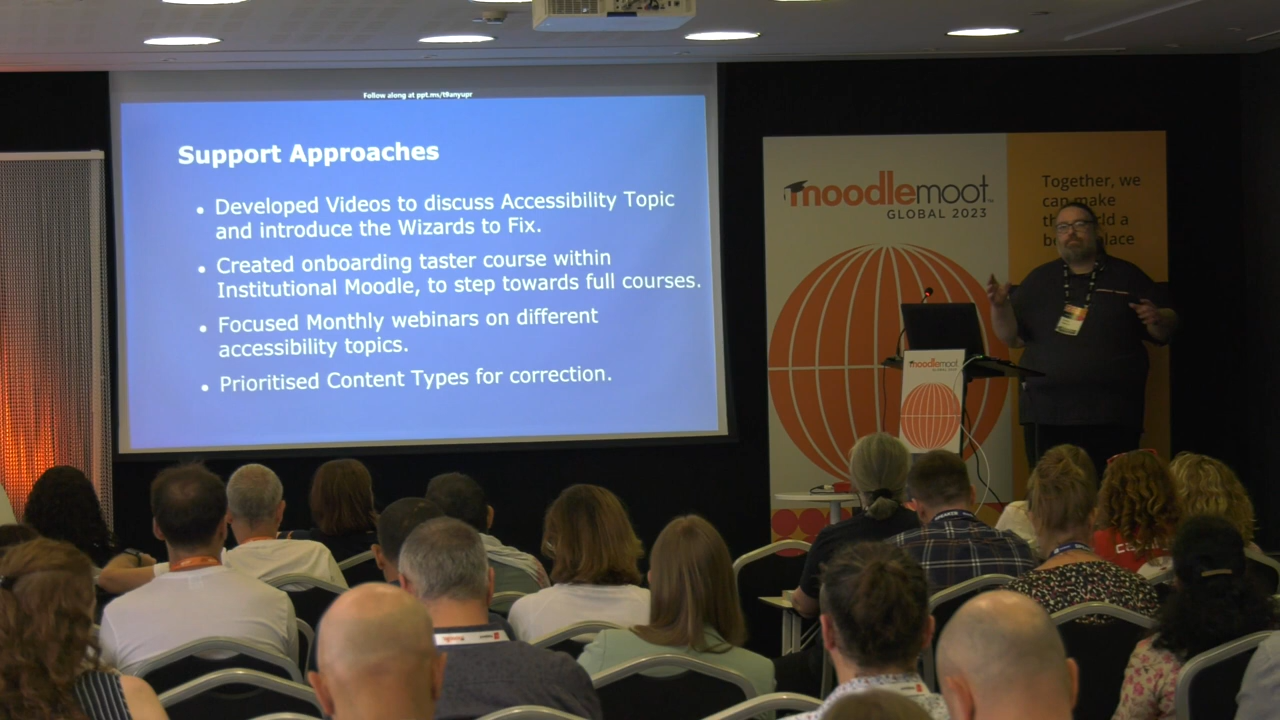 Follow along at ppt.ms/t9anyupr
Support Approaches
• Developed Videos to discuss Accessibility Topic
and introduce the Wizards to Fix.
• Created onboarding taster course within
Institutional Moodle, to step towards full courses.
• Focused Monthly webinars on different
accessibility topics.
• Prioritised Content Types for correction.
moodlemoot
GLOBAL 2023
Together, we
can make
a
moodlemoot